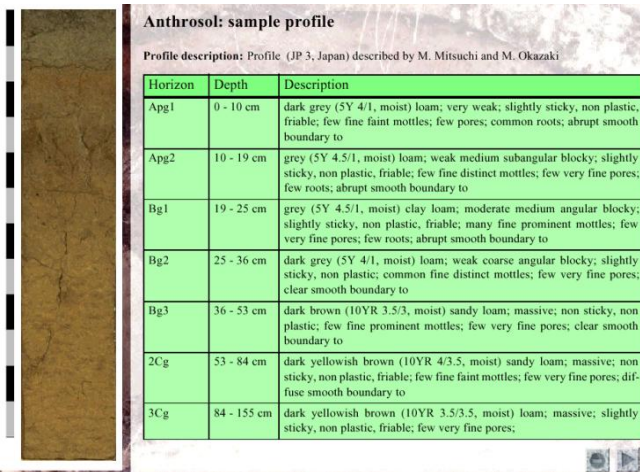 Anthrosol: sample profile
Profile description: Profile (JP 3, Japan) described by M. Mitsuchi and M. Okazaki
Horizon Depth Description
Apg1 0 - 10 cm dark grey (5Y 4/1, moist) loam; very weak; slightly sticky, non plastic,
friable; few fine faint mottles; few pores; common roots; abrupt smooth
boundary to
Apg2 10 - 19 cm grey (5Y 4.5/1, moist) loam; weak medium subangular blocky; slightly
sticky, non plastic, friable; few fine distinct mottles; few very fine pores;
few roots; abrupt smooth boundary to
Bg1 19 - 25 cm grey (5Y 4.5/1, moist) clay loam; moderate medium angular blocky;
slightly sticky, non plastic, friable; many fine prominent mottles; few
very fine pores; few roots; abrupt smooth boundary to
Bg2 25 - 36 cm dark grey (5Y 4/1, moist) loam; weak coarse angular blocky; slightly
sticky, non plastic; common fine distinct mottles; few very fine pores;
clear smooth boundary to
Bg3 36 - 53 cm dark brown (10YR 3.5/3, moist) sandy loam; massive; non sticky, non
plastic; few fine prominent mottles; few very fine pores; clear smooth
boundary to
2Cg 53 - 84 cm dark yellowish brown (10YR 4/3.5, moist) sandy loam; massive; non
sticky, non plastic, friable; few fine faint mottles; few very fine pores; dif-
fuse smooth boundary to
3Cg 84 - 155 cm dark yellowish brown (10YR 3.5/3.5, moist) loam; massive; slightly
sticky, non plastic, friable; few very fine pores;